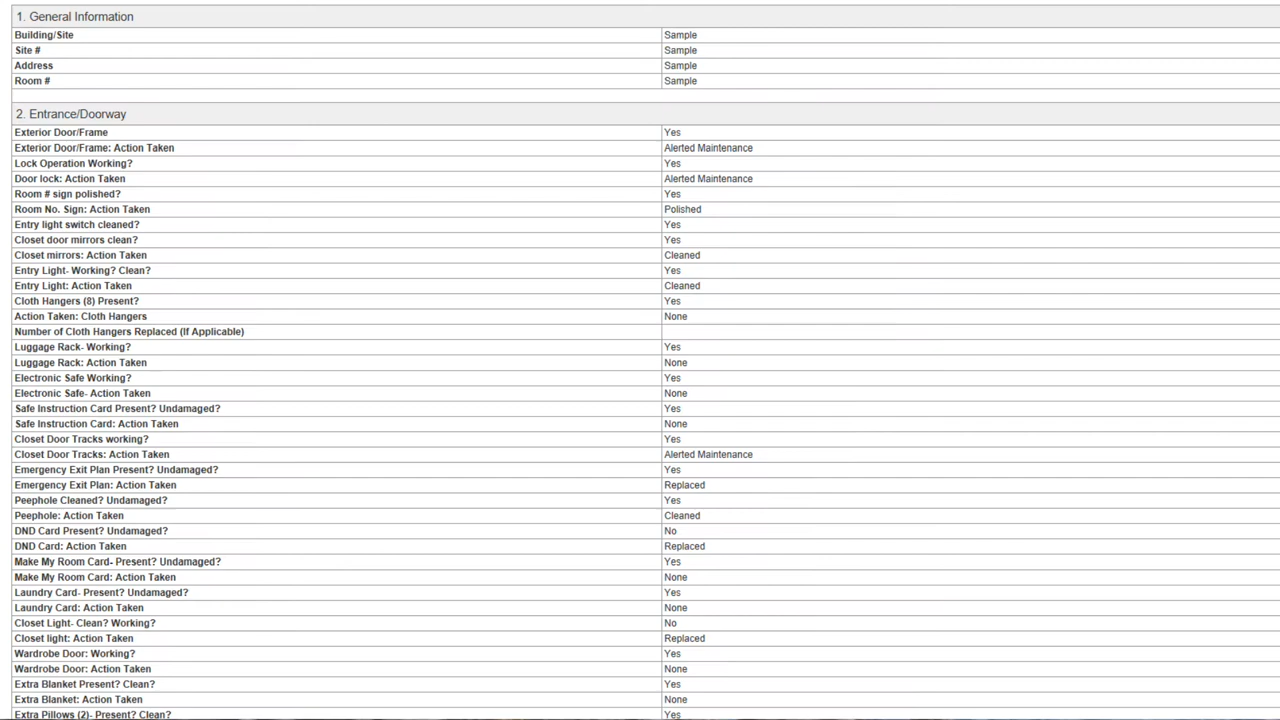 1. General Information
Building/Site Sample
Site # Sample
Address Sample
Room # Sample
2. Entrance/Doorway
Exterior Door/Frame Yes
Exterior Door/Frame: Action Taken Alerted Maintenance
Lock Operation Working? Yes
Door lock: Action Taken Alerted Maintenance
Room # sign polished? Yes
Room No. Sign: Action Taken Polished
Entry light switch cleaned? Yes
Closet door mirrors clean? Yes
Closet mirrors: Action Taken Cleaned
Entry Light- Working? Clean? Yes
Entry Light: Action Taken Cleaned
Cloth Hangers (8) Present? Yes
Action Taken: Cloth Hangers None
Number of Cloth Hangers Replaced (If Applicable)
Luggage Rack- Working? Yes
Luggage Rack: Action Taken None
Electronic Safe Working? Yes
Electronic Safe- Action Taken None
Safe Instruction Card Present? Undamaged? Yes
Safe Instruction Card: Action Taken None
Closet Door Tracks working? Yes
Closet Door Tracks: Action Taken Alerted Maintenance
Emergency Exit Plan Present? Undamaged? Yes
Emergency Exit Plan: Action Taken Replaced
Peephole Cleaned? Undamaged? Yes
Peephole: Action Taken Cleaned
DND Card Present? Undamaged? No
DND Card: Action Taken Replaced
Make My Room Card- Present? Undamaged? Yes
Make My Room Card: Action Taken None
Laundry Card- Present? Undamaged? Yes
Laundry Card: Action Taken None
Closet Light- Clean? Working? No
Closet light: Action Taken Replaced
Wardrobe Door: Working? Yes
Wardrobe Door: Action Taken None
Extra Blanket Present? Clean? Yes
Extra Blanket: Action Taken None
Extra Pillows (2)- Present? Clean? Yes